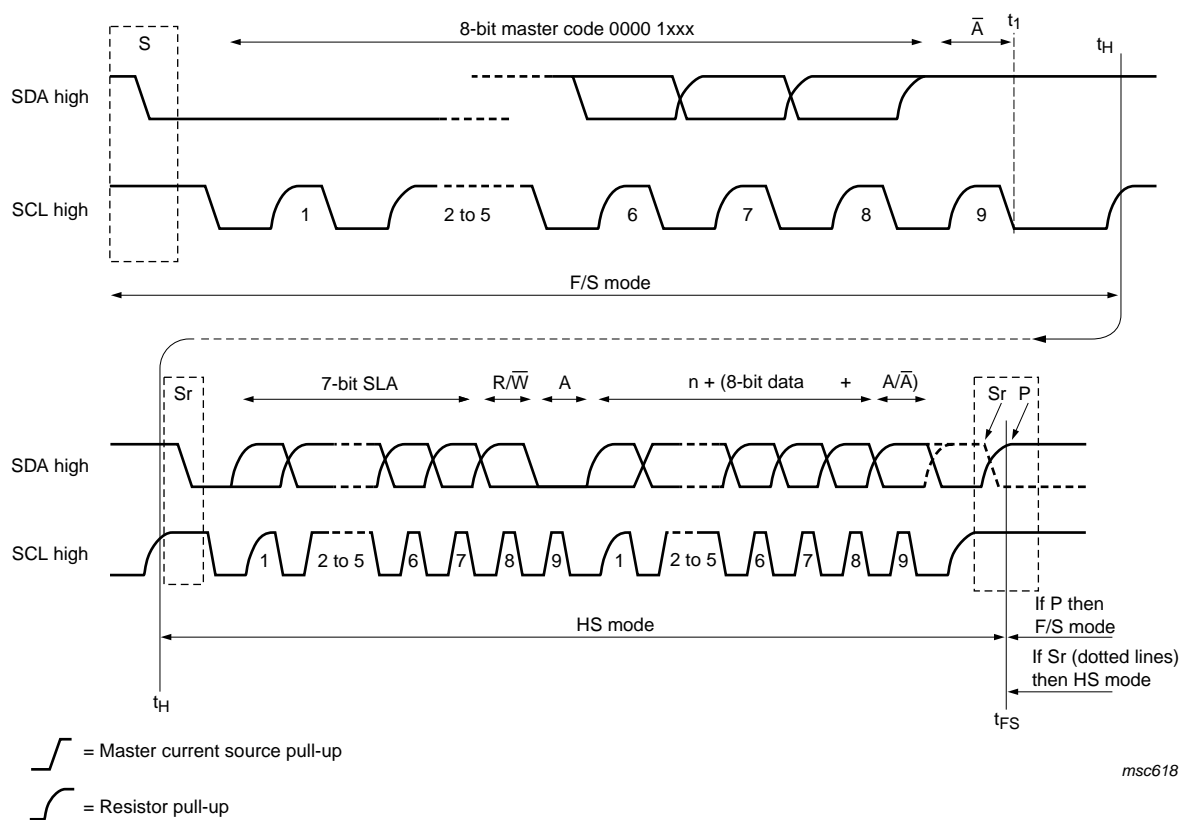 S
8-bit master code 0000 1xxx
A̅
t1
tH
SDA high
SCL high
1
2 to 5
6
7
8
9
F/S mode
Sr
7-bit SLA
R/W̅
A
n + (8-bit data
+
A/A̅)
Sr
P
SDA high
SCL high
1
2 to 5
6
7
8
9
1
2 to 5
6
7
8
9
HS mode
If P then
F/S mode
If Sr (dotted lines)
then HS mode
tH
tFS
= Master current source pull-up
= Resistor pull-up
msc618